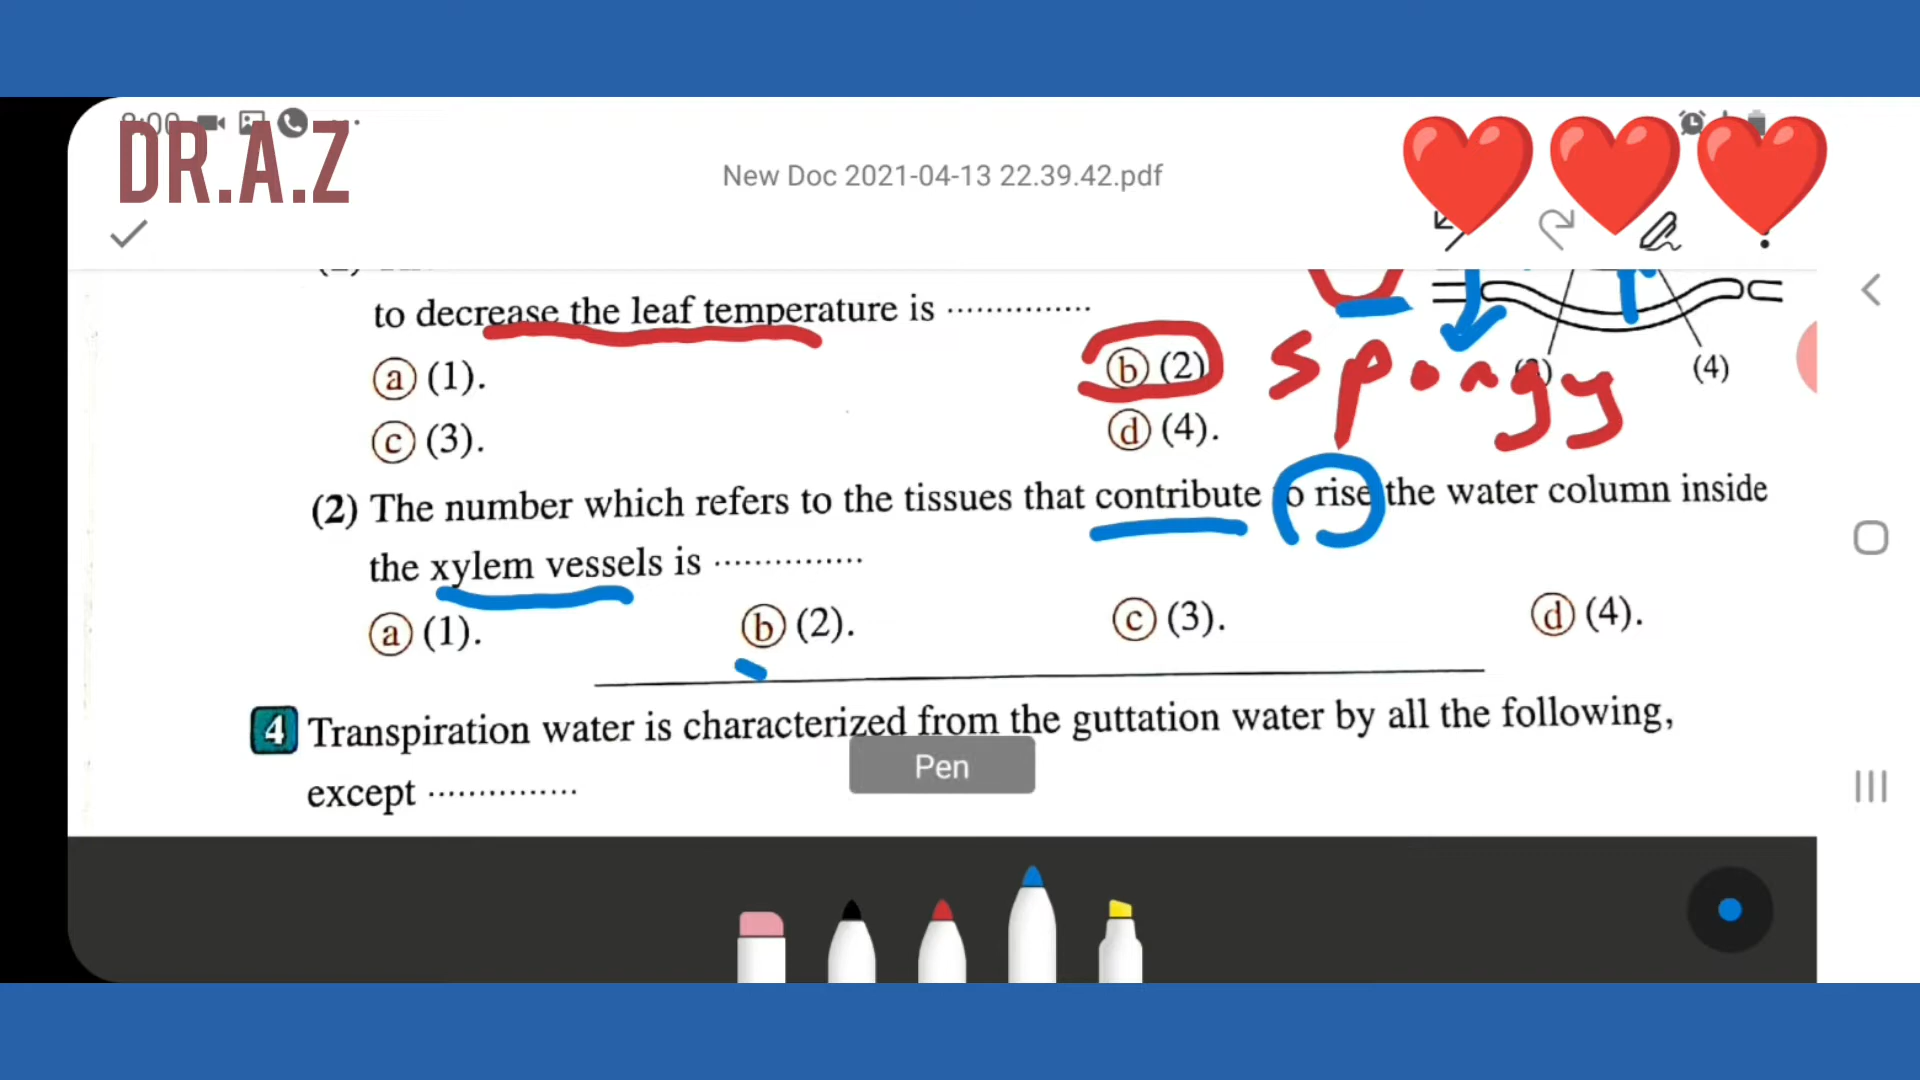 DR.A.Z
New Doc 2021-04-13 22.39.42.pdf
to decrease the leaf temperature is ...............
a (1).
b (2)
spongy
(4)
c (3).
d (4).
(2) The number which refers to the tissues that contribute to rise the water column inside
the xylem vessels is ...............
a (1).
b (2).
c (3).
d (4).
4 Transpiration water is characterized from the guttation water by all the following,
except ...............
Pen